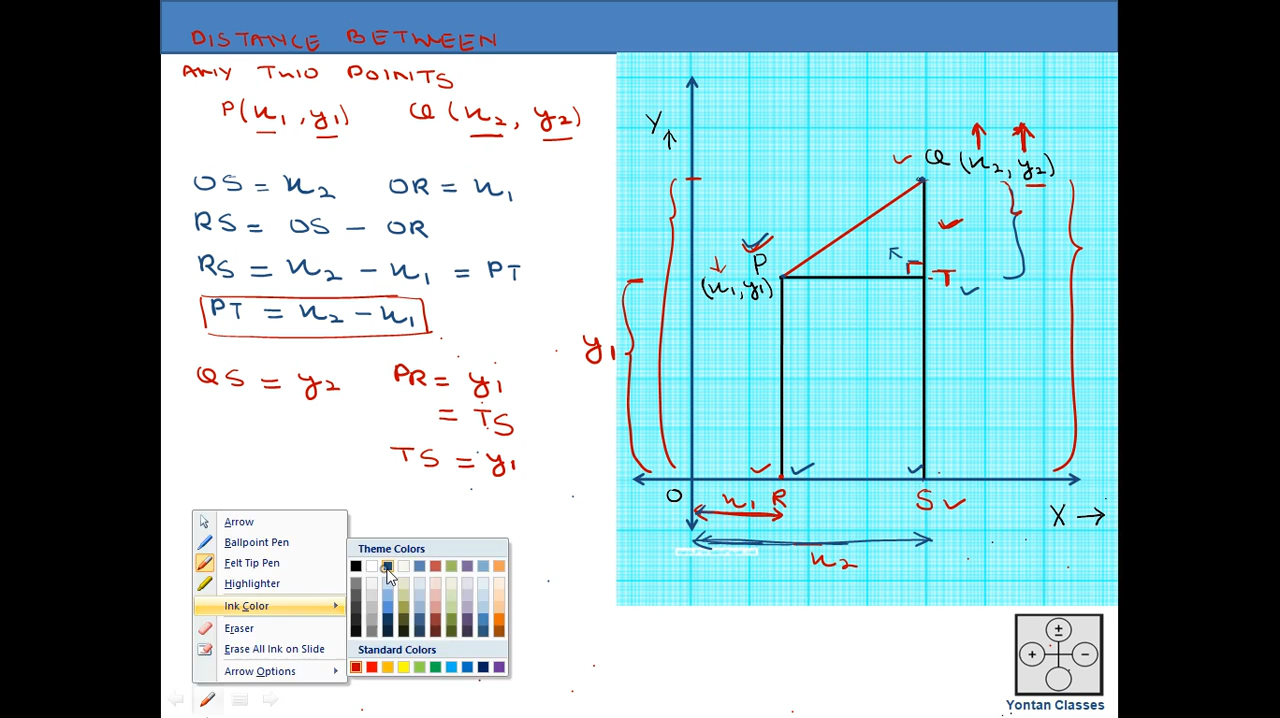 DISTANCE BETWEEN
ANY TWO POINTS
P(x₁, y₁) Q(x₂, y₂)
OS = x₂ OR = x₁
RS = OS - OR
RS = x₂ - x₁ = PT
PT = x₂ - x₁
QS = y₂ PR = y₁
= TS
TS = y₁
Y
Q(x₂, y₂)
P
(x₁, y₁)
T
y₁
O
x₁ R
S
X →
x₂
Arrow
Ballpoint Pen
Felt Tip Pen
Highlighter
Ink Color
Eraser
Erase All Ink on Slide
Arrow Options
Theme Colors
Standard Colors
Yontan Classes